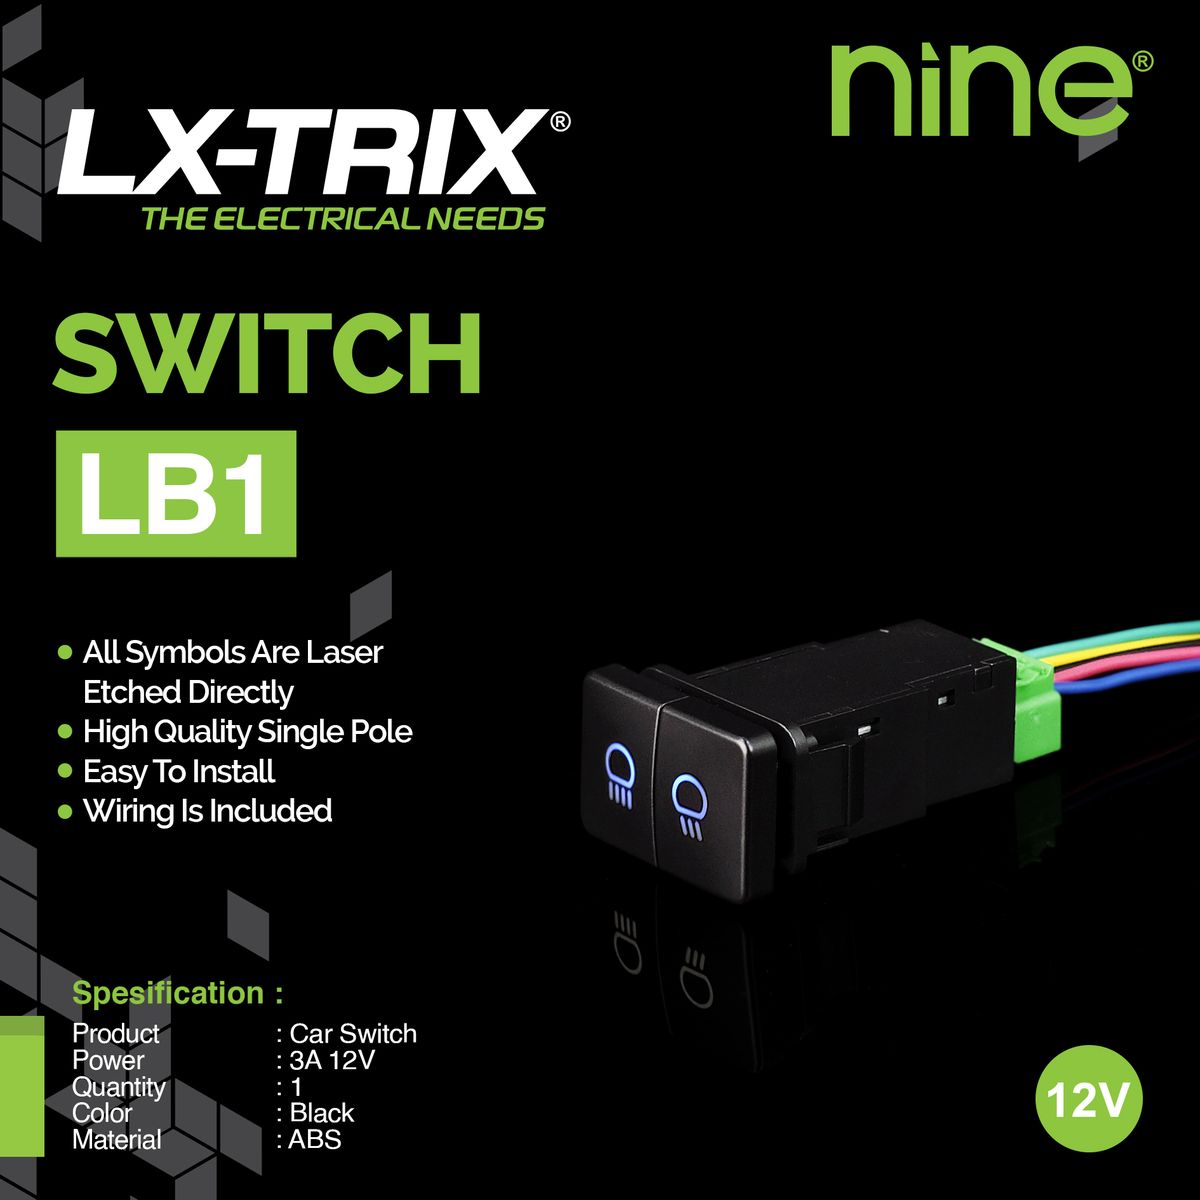 nine®
LX-TRIX®
THE ELECTRICAL NEEDS
SWITCH
LB1
All Symbols Are Laser
Etched Directly
High Quality Single Pole
Easy To Install
Wiring Is Included
Spesification :
Product : Car Switch
Power : 3A 12V
Quantity : 1
Color : Black
Material : ABS
12V